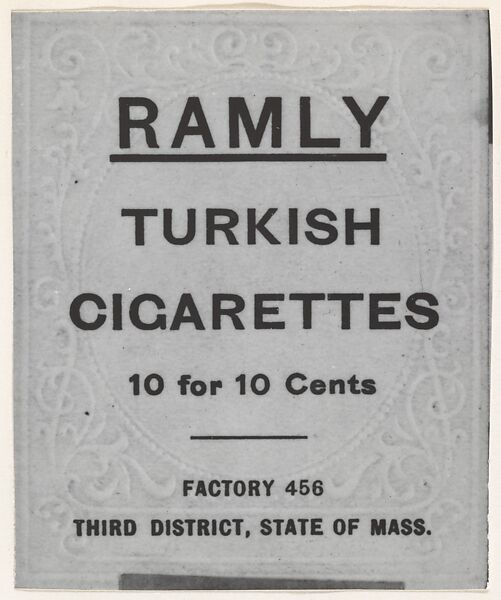 RAMLY
TURKISH
CIGARETTES
10 for 10 Cents
FACTORY 456
THIRD DISTRICT, STATE OF MASS.